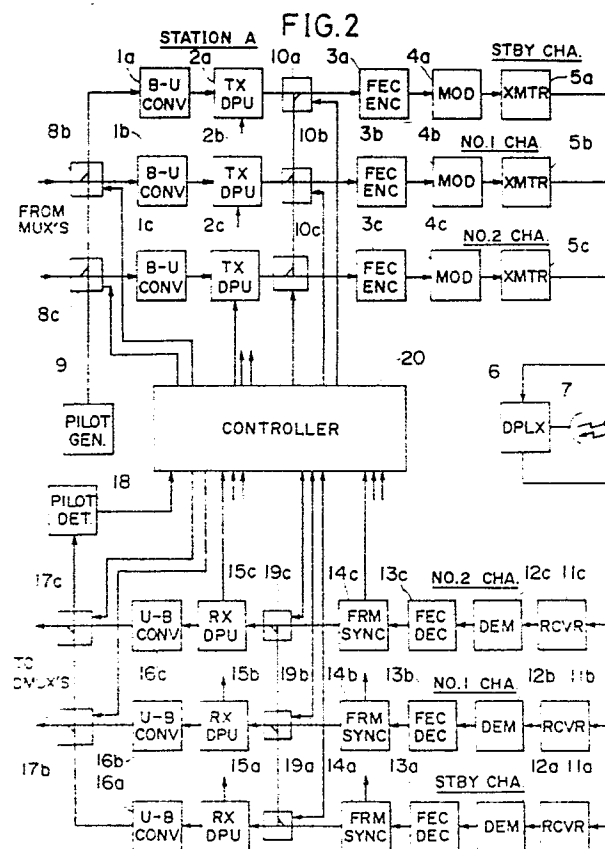 FIG.2
STATION A
1a 2a 10a 3a 4a STBY CHA. 5a
B-U CONV TX DPU FEC ENC MOD XMTR
8b 1b 2b 10b 3b 4b NO.1 CHA. 5b
B-U CONV TX DPU FEC ENC MOD XMTR
FROM MUX'S 1c 2c 10c 3c 4c NO.2 CHA. 5c
B-U CONV TX DPU FEC ENC MOD XMTR
8c
9 20 6 7
PILOT GEN. CONTROLLER DPLX
18
PILOT DET.
17c 15c 19c 14c 13c NO.2 CHA. 12c 11c
U-B CONV RX DPU FRM SYNC FEC DEC DEM RCVR
TO 16c 15b 19b 14b 13b NO.1 CHA. 12b 11b
U-B CONV RX DPU FRM SYNC FEC DEC DEM RCVR
17b 16b 16a 15a 19a 14a 13a STBY CHA. 12a 11a
U-B CONV RX DPU FRM SYNC FEC DEC DEM RCVR